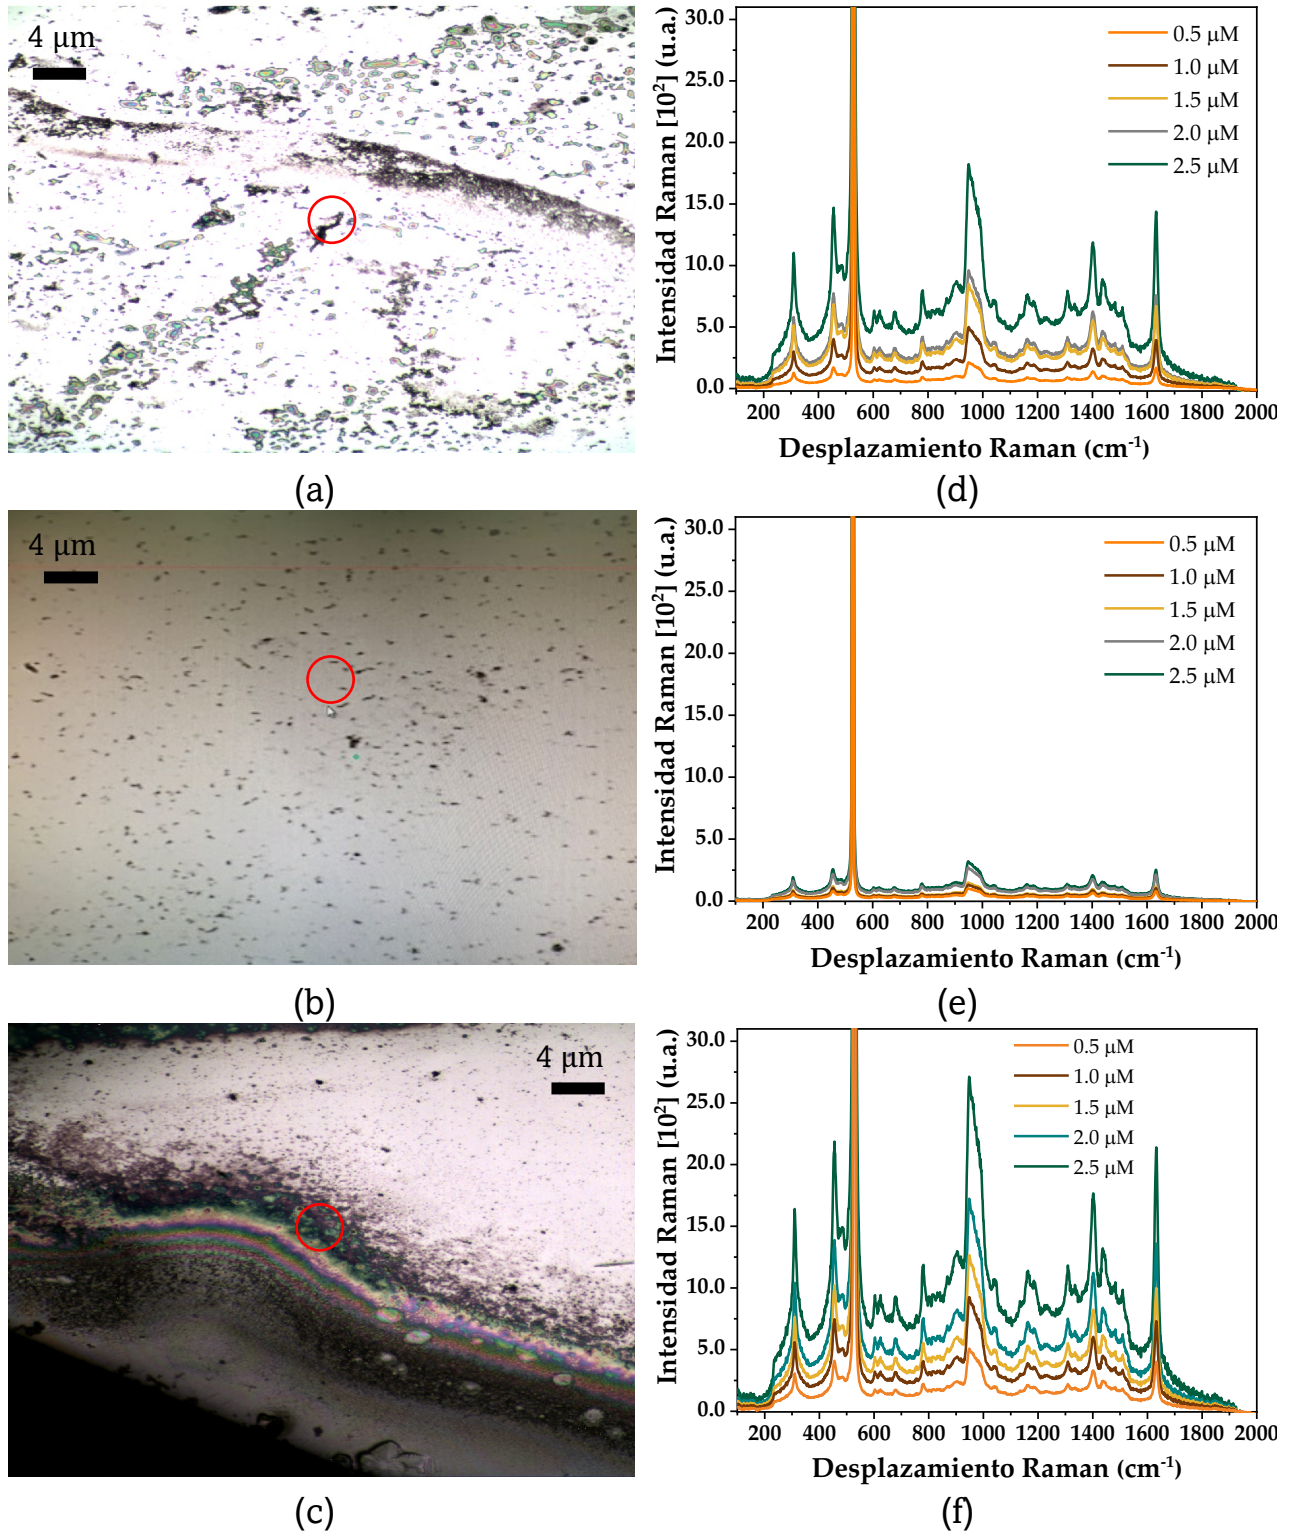 4 μm
31.0
25.0
20.0
15.0
10.0
5.0
0.0
Intensidad Raman [10²] (u.a.)
0.5 μM
1.0 μM
1.5 μM
2.0 μM
2.5 μM
200 400 600 800 1000 1200 1400 1600 1800 2000
Desplazamiento Raman (cm⁻¹)
(a)
(d)
4 μm
30.0
25.0
20.0
15.0
10.0
5.0
0.0
Intensidad Raman [10²] (u.a.)
0.5 μM
1.0 μM
1.5 μM
2.0 μM
2.5 μM
200 400 600 800 1000 1200 1400 1600 1800 2000
Desplazamiento Raman (cm⁻¹)
(b)
(e)
4 μm
30.0
25.0
20.0
15.0
10.0
5.0
0.0
Intensidad Raman [10²] (u.a.)
0.5 μM
1.0 μM
1.5 μM
2.0 μM
2.5 μM
200 400 600 800 1000 1200 1400 1600 1800 2000
Desplazamiento Raman (cm⁻¹)
(c)
(f)